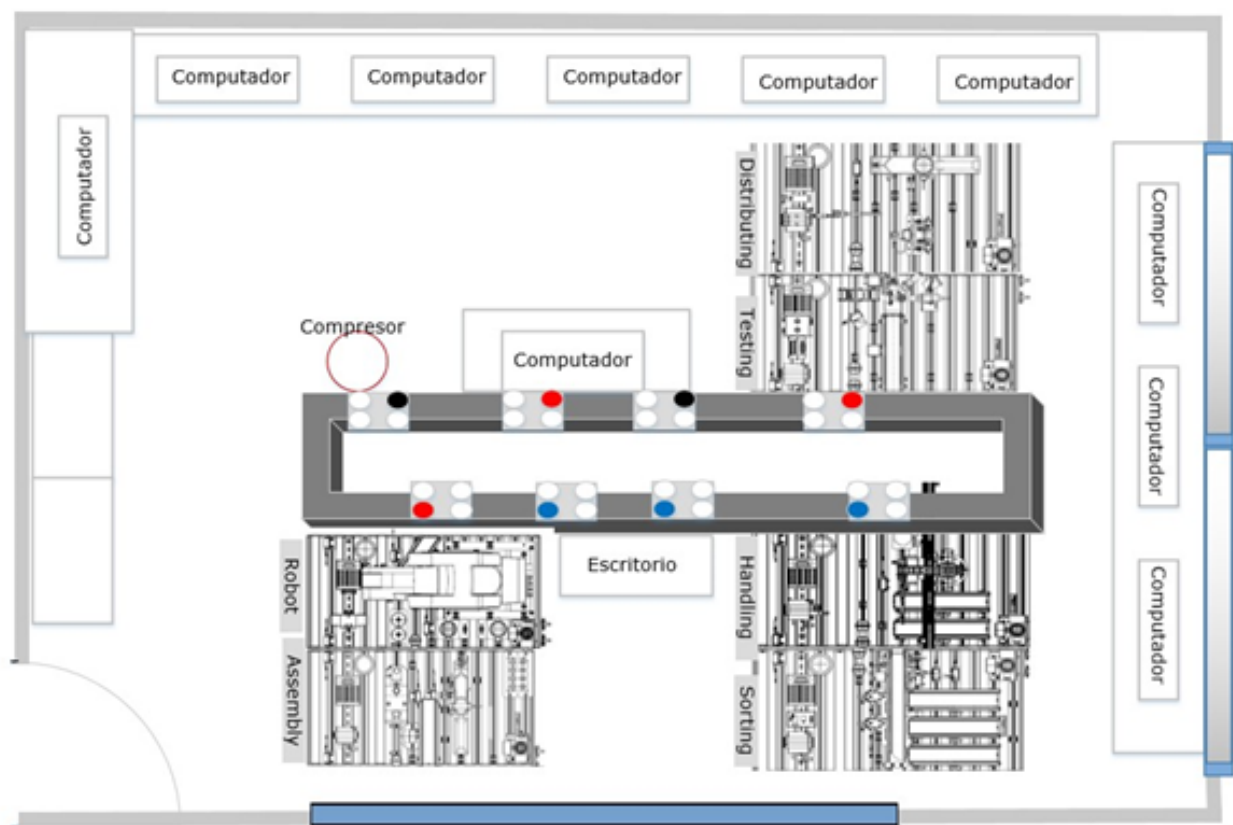 Computador
Computador
Computador
Computador
Computador
Computador
Distributing
Computador
Testing
Compresor
Computador
Computador
Robot
Escritorio
Handling
Computador
Assembly
Sorting